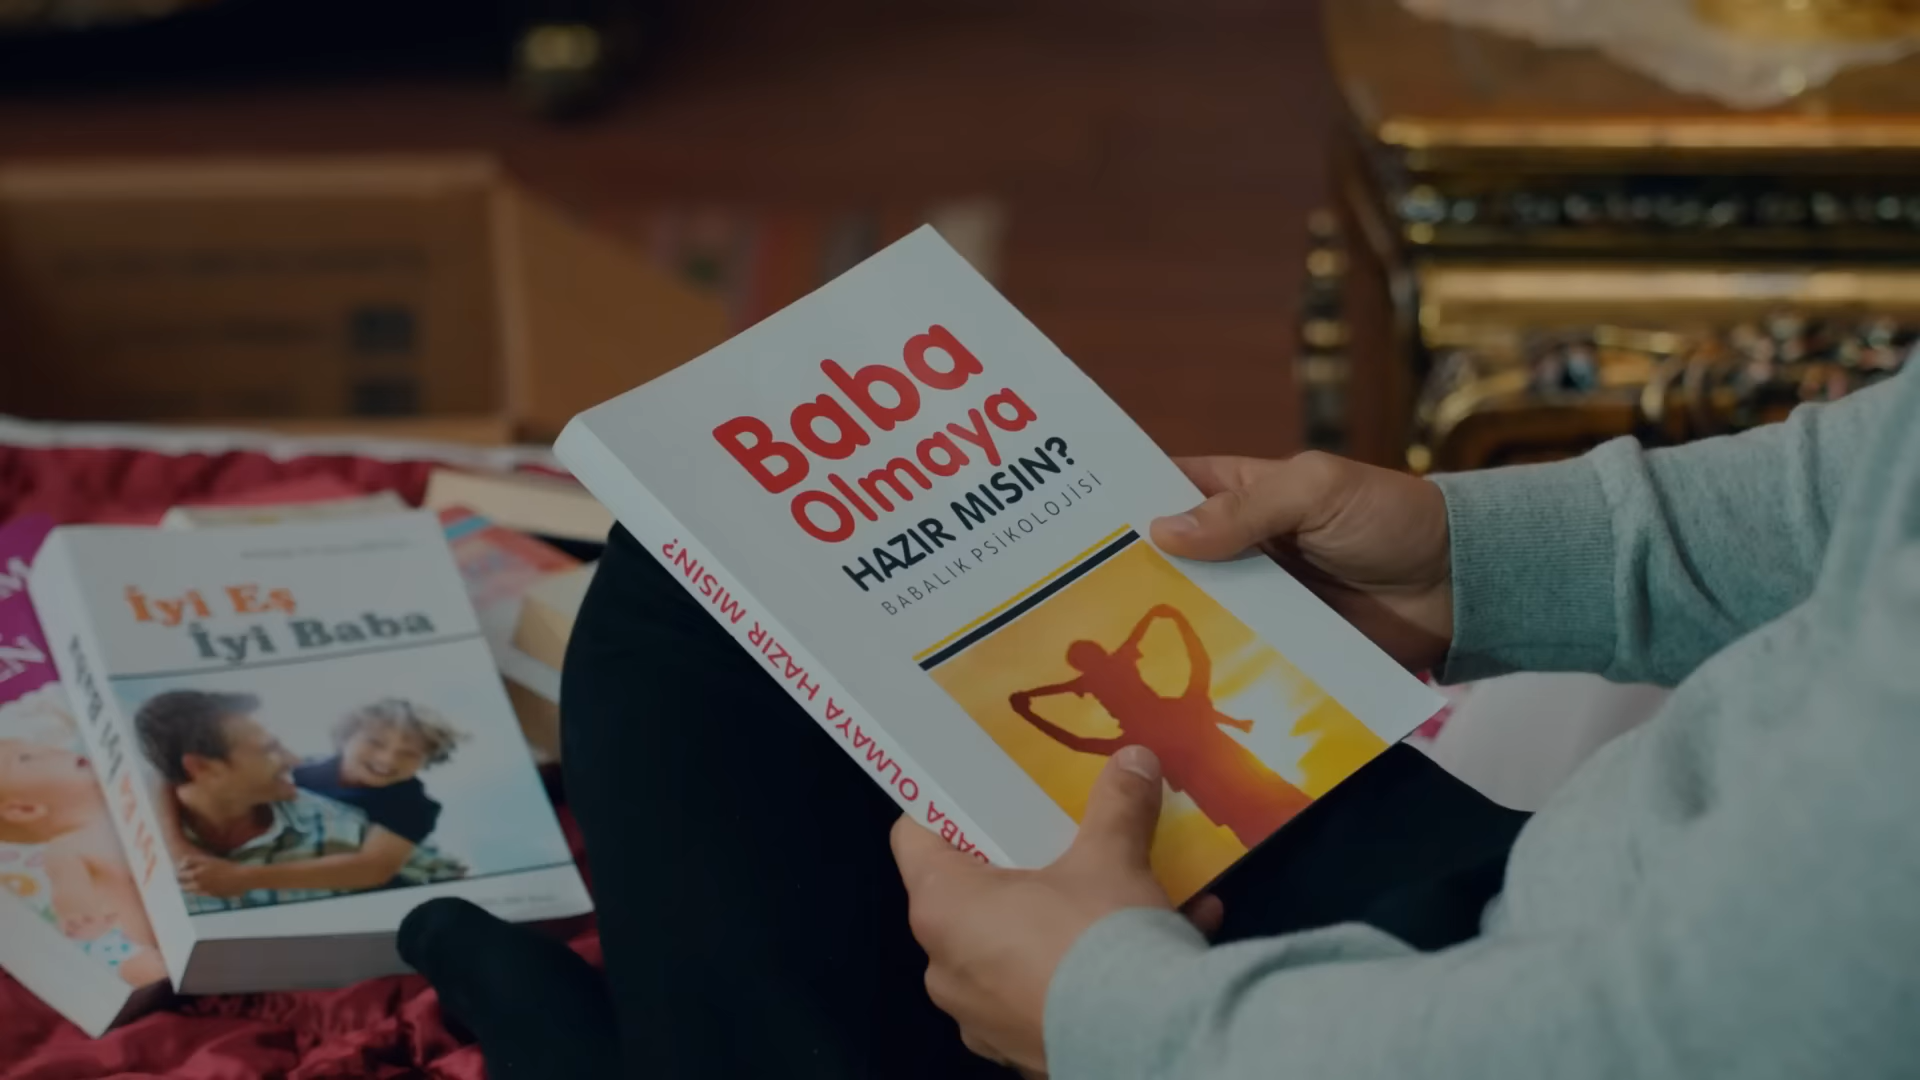 Baba
Olmaya
HAZIR MISIN?
BABALIK PSİKOLOJİSİ
BABA OLMAYA HAZIR MISIN?
İyi Eş
İyi Baba